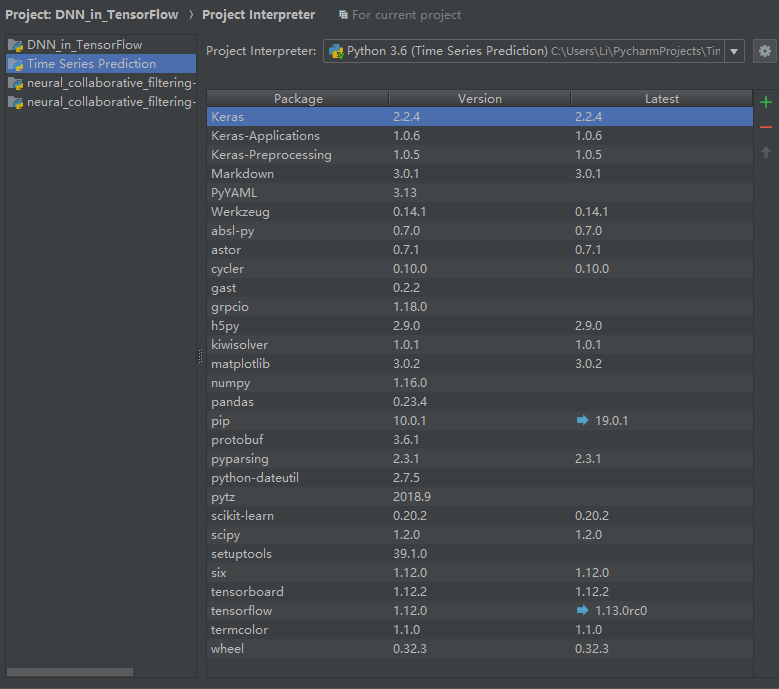 Project: DNN_in_TensorFlow 〉 Project Interpreter For current project
DNN_in_TensorFlow
Time Series Prediction
neural_collaborative_filtering-
neural_collaborative_filtering-
Project Interpreter: Python 3.6 (Time Series Prediction) C:\Users\Li\PycharmProjects\Tim
Package Version Latest
Keras 2.2.4 2.2.4
Keras-Applications 1.0.6 1.0.6
Keras-Preprocessing 1.0.5 1.0.5
Markdown 3.0.1 3.0.1
PyYAML 3.13
Werkzeug 0.14.1 0.14.1
absl-py 0.7.0 0.7.0
astor 0.7.1 0.7.1
cycler 0.10.0 0.10.0
gast 0.2.2
grpcio 1.18.0
h5py 2.9.0 2.9.0
kiwisolver 1.0.1 1.0.1
matplotlib 3.0.2 3.0.2
numpy 1.16.0
pandas 0.23.4
pip 10.0.1 19.0.1
protobuf 3.6.1
pyparsing 2.3.1 2.3.1
python-dateutil 2.7.5
pytz 2018.9
scikit-learn 0.20.2 0.20.2
scipy 1.2.0 1.2.0
setuptools 39.1.0
six 1.12.0 1.12.0
tensorboard 1.12.2 1.12.2
tensorflow 1.12.0 1.13.0rc0
termcolor 1.1.0 1.1.0
wheel 0.32.3 0.32.3